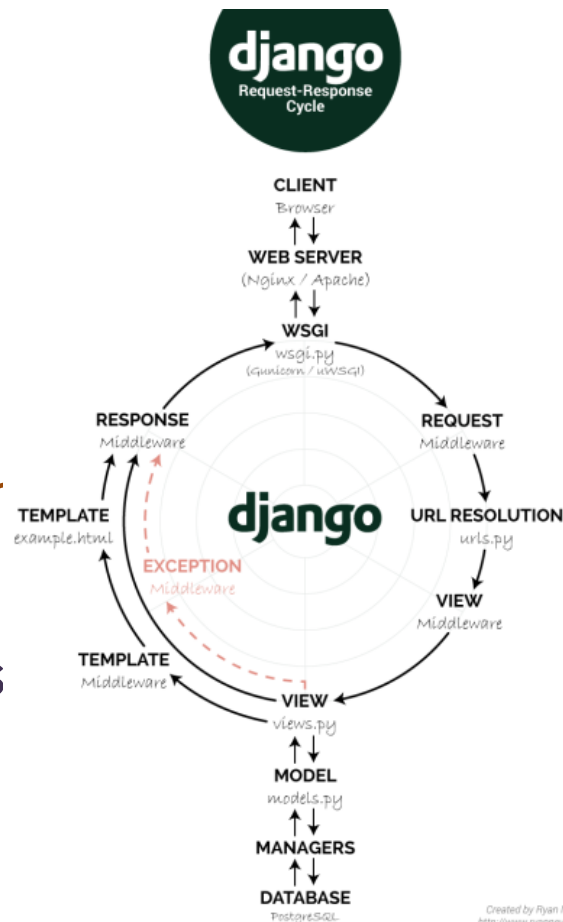 django
Request-Response
Cycle
CLIENT
Browser
WEB SERVER
(Nginx / Apache)
WSGI
wsgi.py
(Gunicorn / uWSGI)
RESPONSE
Middleware
REQUEST
Middleware
TEMPLATE
example.html
django
URL RESOLUTION
urls.py
EXCEPTION
Middleware
VIEW
Middleware
TEMPLATE
Middleware
VIEW
views.py
MODEL
models.py
MANAGERS
DATABASE
PostgreSQL
Created by Ryan